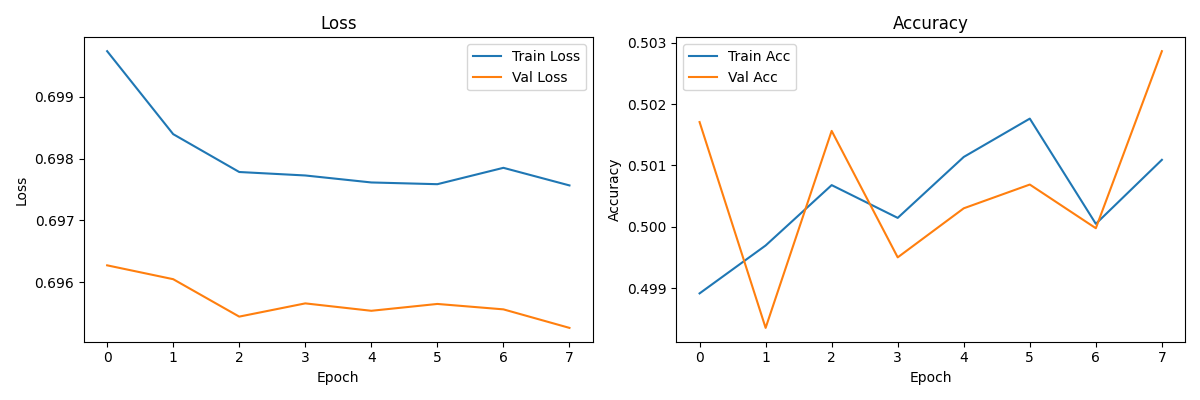 Loss
Train Loss
Val Loss
0.699
0.698
0.697
0.696
Loss
0 1 2 3 4 5 6 7
Epoch
Accuracy
Train Acc
Val Acc
0.503
0.502
0.501
0.500
0.499
Accuracy
0 1 2 3 4 5 6 7
Epoch